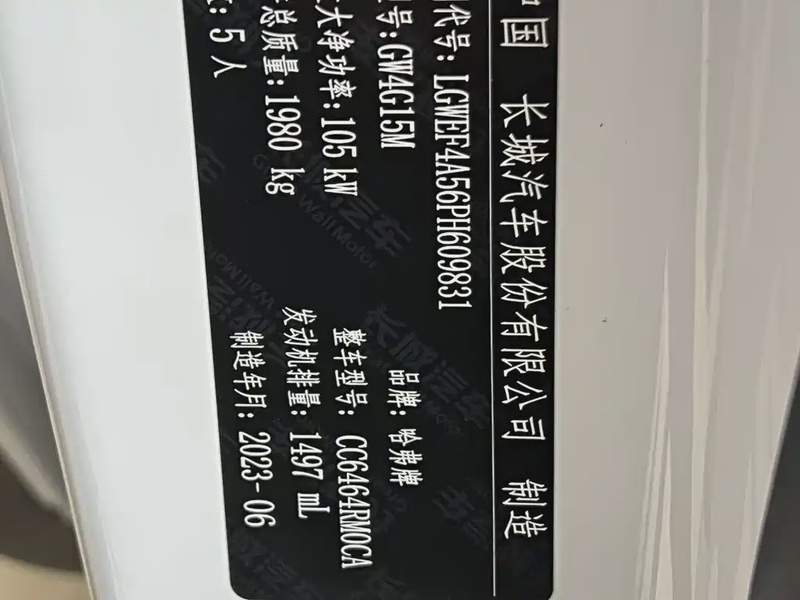 中国 长城汽车股份有限公司 制造
代号: LGWEF4A56PH609831
品牌: 哈弗牌
号: GW4G15M
整车型号: CC6464RM0CA
大净功率: 105 kW
发动机排量: 1497 mL
总质量: 1980 kg
制造年月: 2023-06
: 5 人